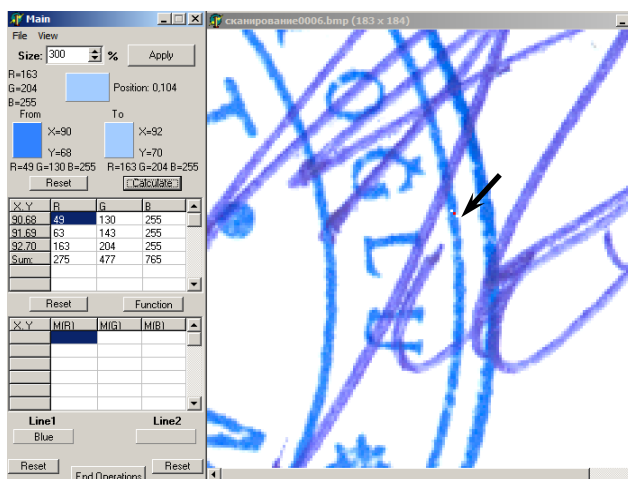 Main
File View
Size: 300 % Apply
R=163
G=204
B=255
Position: 0,104
From To
X=90
Y=68
X=92
Y=70
R=49 G=130 B=255 R=163 G=204 B=255
Reset Calculate
X,Y R G B
90.68 49 130 255
91.69 63 143 255
92.70 163 204 255
Sum: 275 477 765
Reset Function
X,Y M(R) M(G) M(B)
Line1 Line2
Blue
Reset End Operations Reset
сканирование0006.bmp (183 x 184)